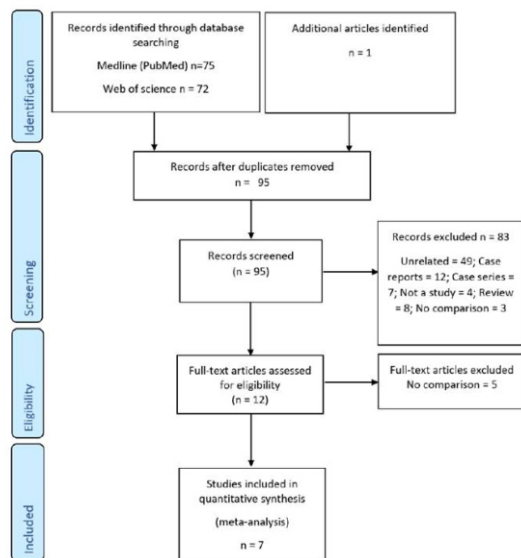 Identification
Records identified through database
searching
Medline (PubMed) n=75
Web of science n = 72
Additional articles identified
n = 1
Screening
Records after duplicates removed
n = 95
Records screened
(n = 95)
Records excluded n = 83
Unrelated = 49; Case
reports = 12; Case series =
7; Not a study = 4; Review
= 8; No comparison = 3
Eligibility
Full-text articles assessed
for eligibility
(n = 12)
Full-text articles excluded
No comparison = 5
Included
Studies included in
quantitative synthesis
(meta-analysis)
n = 7